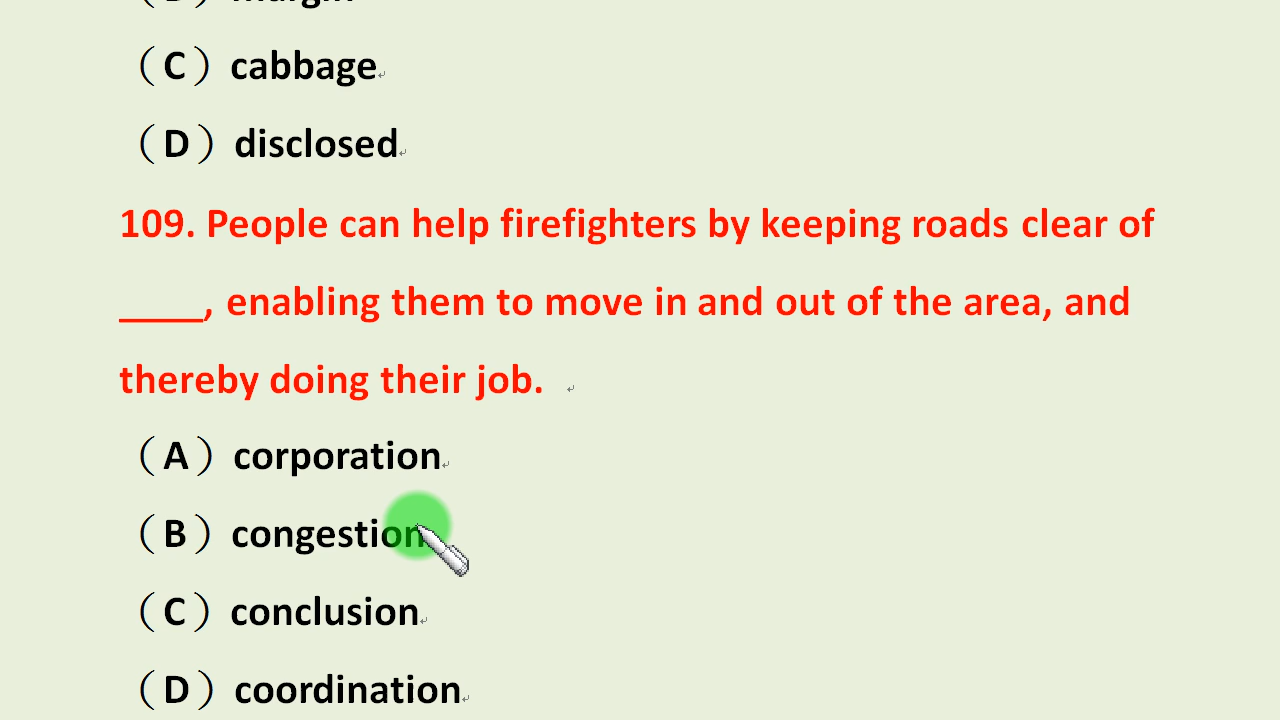 （C）cabbage
（D）disclosed
109. People can help firefighters by keeping roads clear of
____, enabling them to move in and out of the area, and
thereby doing their job.
（A）corporation
（B）congestion
（C）conclusion
（D）coordination